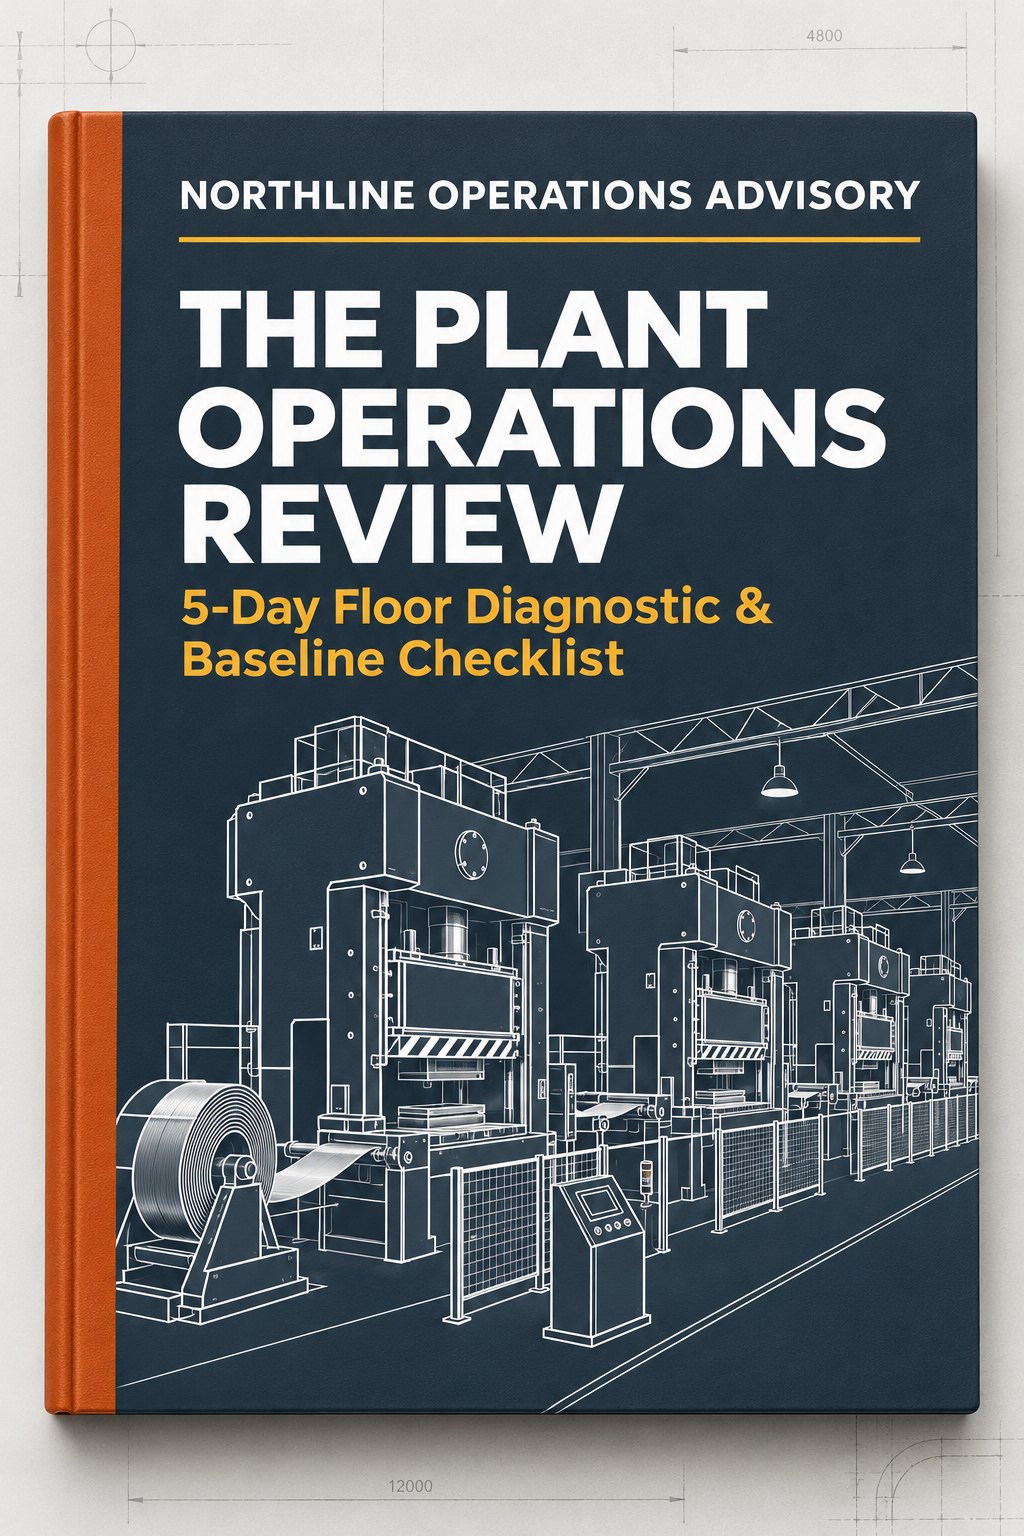 4800
NORTHLINE OPERATIONS ADVISORY
THE PLANT
OPERATIONS
REVIEW
5-Day Floor Diagnostic &
Baseline Checklist
12000